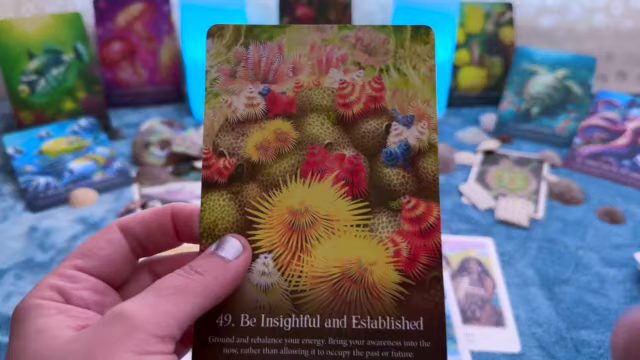 49. Be Insightful and Established
Ground and rebalance your energy. Bring your awareness into the
now, rather than allowing it to occupy the past or future.